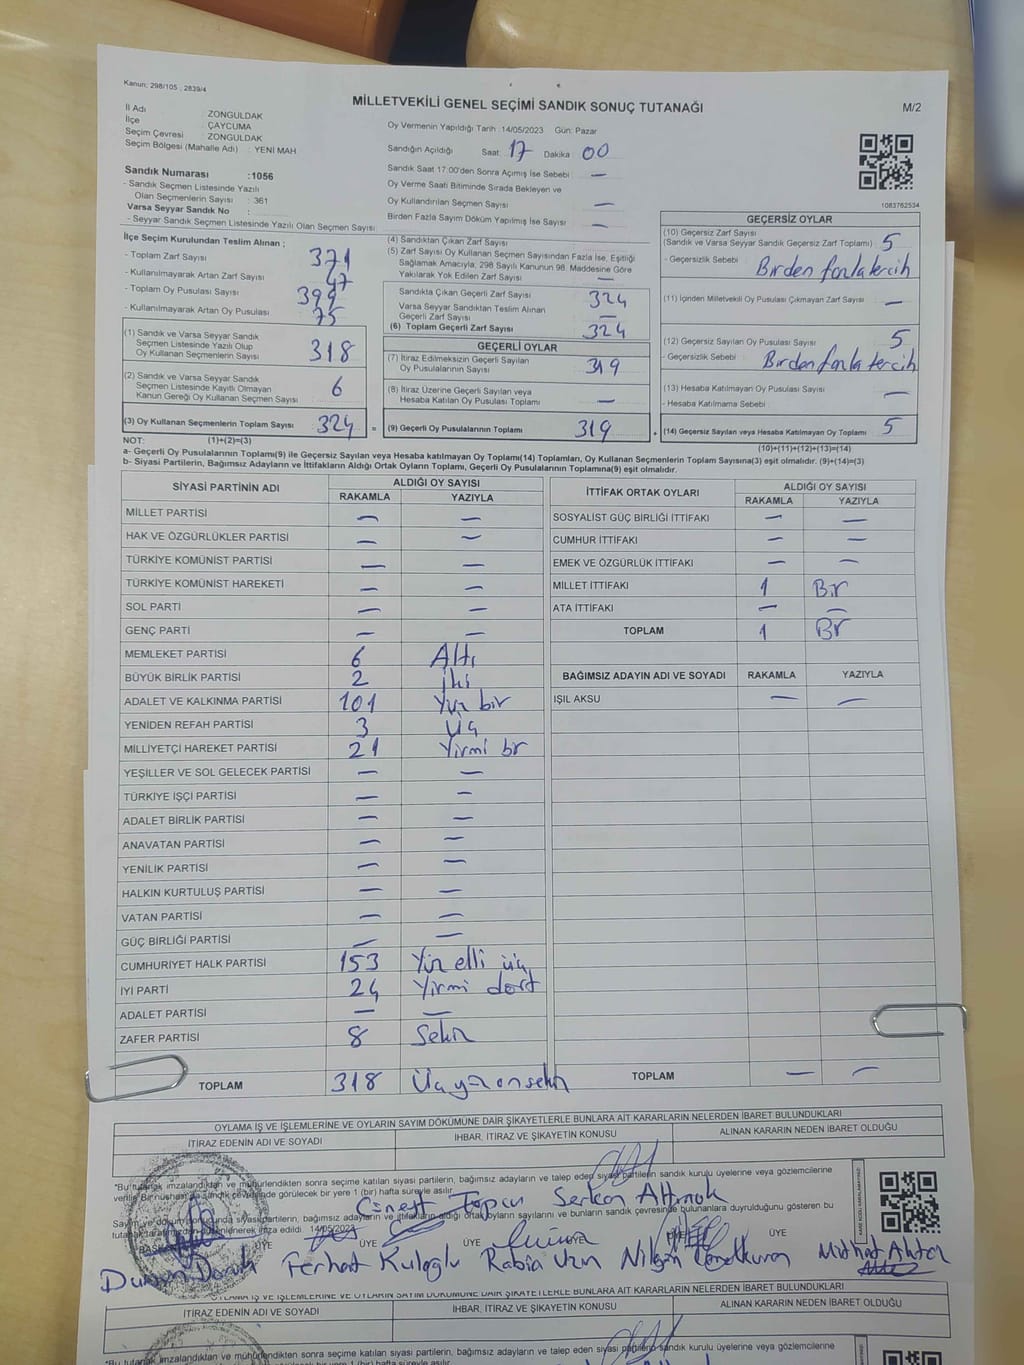 Kanun: 298/105 , 2839/4
MİLLETVEKİLİ GENEL SEÇİMİ SANDIK SONUÇ TUTANAĞI
M/2
İl Adı : ZONGULDAK
İlçe : ÇAYCUMA
Seçim Çevresi : ZONGULDAK
Seçim Bölgesi (Mahalle Adı) : YENİ MAH
Sandık Numarası :1056
- Sandık Seçmen Listesinde Yazılı
Olan Seçmenlerin Sayısı : 361
Varsa Seyyar Sandık No :
- Seyyar Sandık Seçmen Listesinde Yazılı Olan Seçmen Sayısı :
Oy Vermenin Yapıldığı Tarih :14/05/2023 Gün: Pazar
Sandığın Açıldığı Saat: 17 Dakika 00
Sandık Saat 17.00'den Sonra Açımış İse Sebebi : —
Oy Verme Saati Bitiminde Sırada Bekleyen ve
Oy Kullandırılan Seçmen Sayısı : —
Birden Fazla Sayım Döküm Yapılmış İse Sayısı : —
1083762534
İlçe Seçim Kurulundan Teslim Alınan ;
- Toplam Zarf Sayısı : 371
- Kullanılmayarak Artan Zarf Sayısı : 47
- Toplam Oy Pusulası Sayısı : 399
- Kullanılmayarak Artan Oy Pusulası : 75
(1) Sandık ve Varsa Seyyar Sandık
Seçmen Listesinde Yazılı Olup
Oy Kullanan Seçmenlerin Sayısı : 318
(2) Sandık ve Varsa Seyyar Sandık
Seçmen Listesinde Kayıtlı Olmayan
Kanun Gereği Oy Kullanan Seçmen Sayısı : 6
(3) Oy Kullanan Seçmenlerin Toplam Sayısı : 324 =
(4) Sandıktan Çıkan Zarf Sayısı :
(5) Zarf Sayısı Oy Kullanan Seçmen Sayısından Fazla İse, Eşitliği
Sağlamak Amacıyla; 298 Sayılı Kanunun 98. Maddesine Göre
Yakılarak Yok Edilen Zarf Sayısı : —
Sandıkta Çıkan Geçerli Zarf Sayısı : 324
Varsa Seyyar Sandıktan Teslim Alınan
Geçerli Zarf Sayısı : —
(6) Toplam Geçerli Zarf Sayısı : 324
GEÇERLİ OYLAR
(7) İtiraz Edilmeksizin Geçerli Sayılan
Oy Pusulalarının Sayısı : 319
(8) İtiraz Üzerine Geçerli Sayılan veya
Hesaba Katılan Oy Pusulası Toplamı : —
(9) Geçerli Oy Pusulalarının Toplamı : 319 +
GEÇERSİZ OYLAR
(10) Geçersiz Zarf Sayısı : 5
(Sandık ve Varsa Seyyar Sandık Geçersiz Zarf Toplamı)
- Geçersizlik Sebebi : Birden fazla tercih
(11) İçinden Milletvekili Oy Pusulası Çıkmayan Zarf Sayısı : —
(12) Geçersiz Sayılan Oy Pusulası Sayısı : 5
- Geçersizlik Sebebi : Birden fazla tercih
(13) Hesaba Katılmayan Oy Pusulası Sayısı : —
- Hesaba Katılmama Sebebi :
(14) Geçersiz Sayılan veya Hesaba Katılmayan Oy Toplamı : 5
NOT: (1)+(2)=(3) (10)+(11)+(12)+(13)=(14)
a- Geçerli Oy Pusulalarının Toplamı(9) ile Geçersiz Sayılan veya Hesaba katılmayan Oy Toplam(14) Toplamları, Oy Kullanan Seçmenlerin Toplam Sayısına(3) eşit olmalıdır. (9)+(14)=(3)
b- Siyasi Partilerin, Bağımsız Adayların ve İttifakların Aldığı Ortak Oyların Toplamı, Geçerli Oy Pusulalarının Toplamına(9) eşit olmalıdır.
SİYASİ PARTİNİN ADI ALDIĞI OY SAYISI
RAKAMLA YAZIYLA
MİLLET PARTİSİ — —
HAK VE ÖZGÜRLÜKLER PARTİSİ — —
TÜRKİYE KOMÜNİST PARTİSİ — —
TÜRKİYE KOMÜNİST HAREKETİ — —
SOL PARTİ — —
GENÇ PARTİ — —
MEMLEKET PARTİSİ 6 Altı
BÜYÜK BİRLİK PARTİSİ 2 İki
ADALET VE KALKINMA PARTİSİ 101 Yüz bir
YENİDEN REFAH PARTİSİ 3 Üç
MİLLİYETÇİ HAREKET PARTİSİ 21 Yirmi bir
YEŞİLLER VE SOL GELECEK PARTİSİ — —
TÜRKİYE İŞÇİ PARTİSİ — —
ADALET BİRLİK PARTİSİ — —
ANAVATAN PARTİSİ — —
YENİLİK PARTİSİ — —
HALKIN KURTULUŞ PARTİSİ — —
VATAN PARTİSİ — —
GÜÇ BİRLİĞİ PARTİSİ — —
CUMHURİYET HALK PARTİSİ 153 Yüz elli üç
İYİ PARTİ 24 Yirmi dört
ADALET PARTİSİ — —
ZAFER PARTİSİ 8 Sekiz
TOPLAM 318 Üçyüz onsekiz
İTTİFAK ORTAK OYLARI ALDIĞI OY SAYISI
RAKAMLA YAZIYLA
SOSYALİST GÜÇ BİRLİĞİ İTTİFAKI — —
CUMHUR İTTİFAKI — —
EMEK VE ÖZGÜRLÜK İTTİFAKI — —
MİLLET İTTİFAKI 1 Bir
ATA İTTİFAKI — —
TOPLAM 1 Bir
BAĞIMSIZ ADAYIN ADI VE SOYADI RAKAMLA YAZIYLA
IŞIL AKSU — —
TOPLAM — —
OYLAMA İŞ VE İŞLEMLERİNE VE OYLARIN SAYIM DÖKÜMÜNE DAİR ŞİKAYETLERLE BUNLARA AİT KARARLARIN NELERDEN İBARET BULUNDUKLARI
İTİRAZ EDENİN ADI VE SOYADI İHBAR, İTİRAZ VE ŞİKAYETİN KONUSU ALINAN KARARIN NEDEN İBARET OLDUĞU
*Bu tutanak imzalandıktan ve mühürlendikten sonra seçime katılan siyasi partilerin, bağımsız adayların ve talep eden siyasi partilerin sandık kurulu üyelerine veya gözlemcilerine
verilir. Bir nüshası da sandık çevresinde görülecek bir yere 1 (bir) hafta süreyle asılır.
Topcu Serkan Altınok
Sayım ve döküm sonucunda siyasi partilerin, bağımsız adayların ve ittifakların aldığı ortak oyların sayılarını ve bunların sandık çevresinde bulunanlara duyrulduğunu gösteren bu
tutanak tarafımızdan düzenlenerek imza edildi. 14/05/2023
BAŞKAN ÜYE ÜYE ÜYE ÜYE
Ferhat Kuloğlu Rabia Uzun Nilgün
OYLAMA İŞ VE İŞLEMLERİNE VE OYLARIN SAYIM DÖKÜMÜNE DAİR ŞİKAYETLERLE BUNLARA AİT KARARLARIN NELERDEN İBARET BULUNDUKLARI
İTİRAZ EDENİN ADI VE SOYADI İHBAR, İTİRAZ VE ŞİKAYETİN KONUSU ALINAN KARARIN NEDEN İBARET OLDUĞU
*Bu tutanak imzalandıktan ve mühürlendikten sonra seçime katılan siyasi partilerin, bağımsız adayların ve talep eden siyasi partilerin sandık kurulu üyelerine veya gözlemcilerine